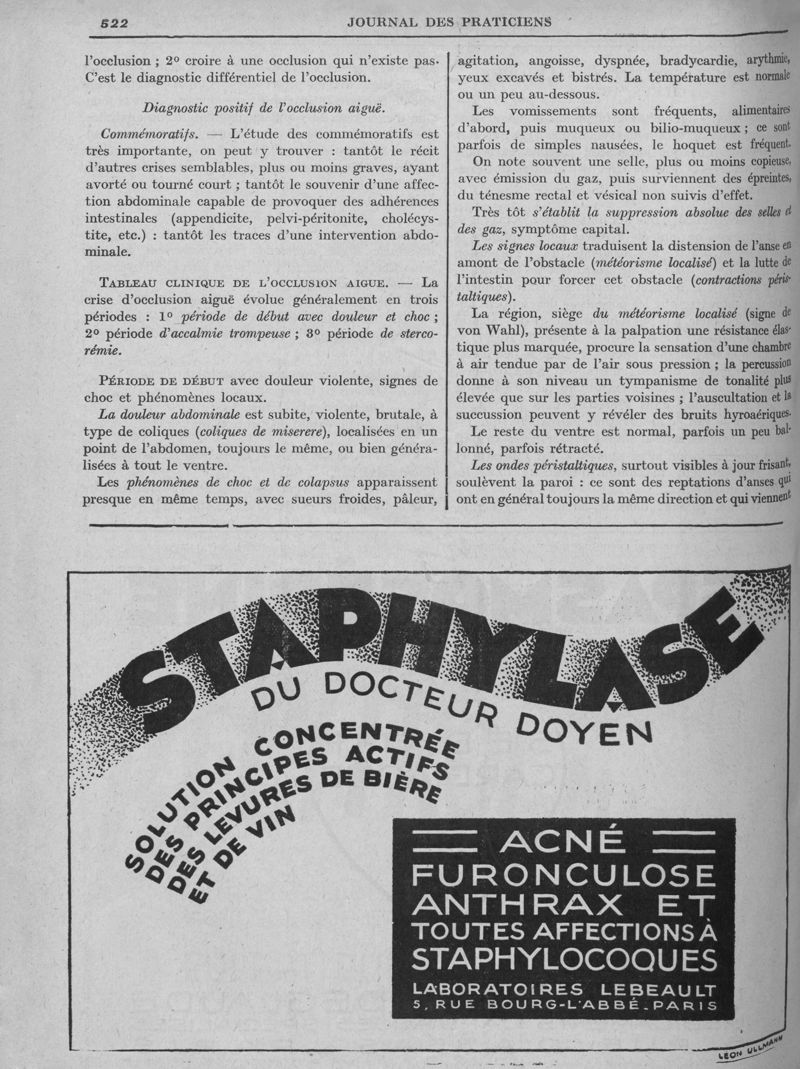 522
JOURNAL DES PRATICIENS
l'occlusion ; 2º croire à une occlusion qui n'existe pas.
C'est le diagnostic différentiel de l'occlusion.
Diagnostic positif de l'occlusion aiguë.
Commémoratifs. — L'étude des commémoratifs est
très importante, on peut y trouver : tantôt le récit
d'autres crises semblables, plus ou moins graves, ayant
avorté ou tourné court ; tantôt le souvenir d'une affec-
tion abdominale capable de provoquer des adhérences
intestinales (appendicite, pelvi-péritonite, cholécys-
tite, etc.) : tantôt les traces d'une intervention abdo-
minale.
TABLEAU CLINIQUE DE L'OCCLUSION AIGUE. — La
crise d'occlusion aiguë évolue généralement en trois
périodes : 1º période de début avec douleur et choc ;
2º période d'accalmie trompeuse ; 3º période de sterco-
rémie.
PÉRIODE DE DÉBUT avec douleur violente, signes de
choc et phénomènes locaux.
La douleur abdominale est subite, violente, brutale, à
type de coliques (coliques de miserere), localisées en un
point de l'abdomen, toujours le même, ou bien généra-
lisées à tout le ventre.
Les phénomènes de choc et de colapsus apparaissent
presque en même temps, avec sueurs froides, pâleur,
agitation, angoisse, dyspnée, bradycardie, arythmie,
yeux excavés et bistrés. La température est normale
ou un peu au-dessous.
Les vomissements sont fréquents, alimentaires
d'abord, puis muqueux ou bilio-muqueux ; ce sont
parfois de simples nausées, le hoquet est fréquent.
On note souvent une selle, plus ou moins copieuse,
avec émission du gaz, puis surviennent des épreintes,
du ténesme rectal et vésical non suivis d'effet.
Très tôt s'établit la suppression absolue des selles et
des gaz, symptôme capital.
Les signes locaux traduisent la distension de l'anse en
amont de l'obstacle (météorisme localisé) et la lutte de
l'intestin pour forcer cet obstacle (contractions péris-
taltiques).
La région, siège du météorisme localisé (signe de
von Wahl), présente à la palpation une résistance élas-
tique plus marquée, procure la sensation d'une chambre
à air tendue par de l'air sous pression ; la percussion
donne à son niveau un tympanisme de tonalité plus
élevée que sur les parties voisines ; l'auscultation et la
succussion peuvent y révéler des bruits hyroaériques.
Le reste du ventre est normal, parfois un peu bal-
lonné, parfois rétracté.
Les ondes péristaltiques, surtout visibles à jour frisant,
soulèvent la paroi : ce sont des reptations d'anses qui
ont en général toujours la même direction et qui viennent
STAPHYLASE
DU DOCTEUR DOYEN
SOLUTION CONCENTRÉE
DES PRINCIPES ACTIFS
DES LEVURES DE BIÈRE
ET DE VIN
ACNÉ
FURONCULOSE
ANTHRAX ET
TOUTES AFFECTIONS À
STAPHYLOCOQUES
LABORATOIRES LEBEAULT
5, RUE BOURG-L'ABBÉ. PARIS
LÉON ULLMANN